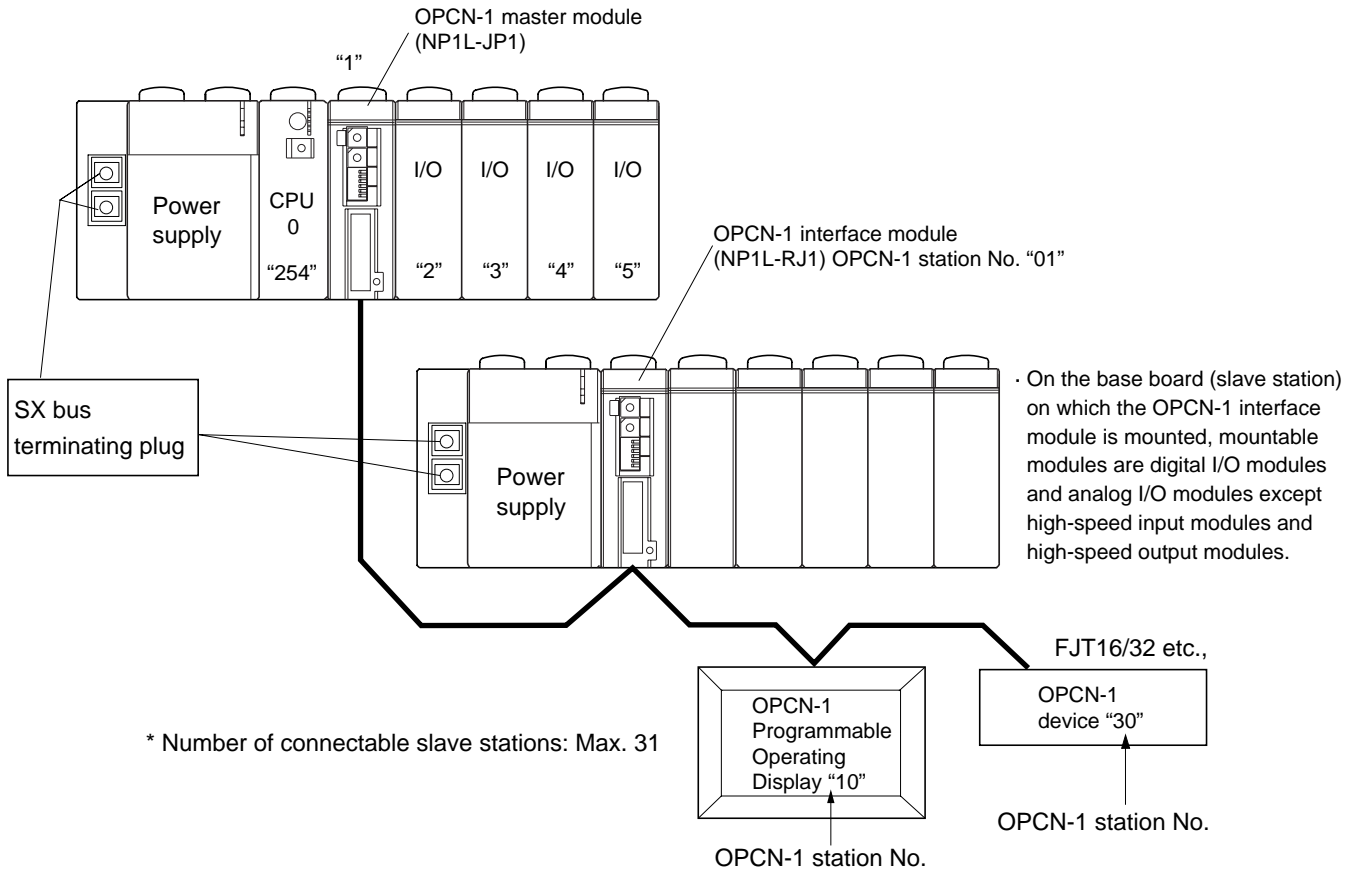 OPCN-1 master module
(NP1L-JP1)
“1”
I/O
I/O
I/O
I/O
Power
supply
CPU
0
“254”
“2”
“3”
“4”
“5”
OPCN-1 interface module
(NP1L-RJ1) OPCN-1 station No. “01”
SX bus
terminating plug
Power
supply
· On the base board (slave station)
on which the OPCN-1 interface
module is mounted, mountable
modules are digital I/O modules
and analog I/O modules except
high-speed input modules and
high-speed output modules.
FJT16/32 etc.,
OPCN-1
device “30”
OPCN-1
Programmable
Operating
Display “10”
* Number of connectable slave stations: Max. 31
OPCN-1 station No.
OPCN-1 station No.